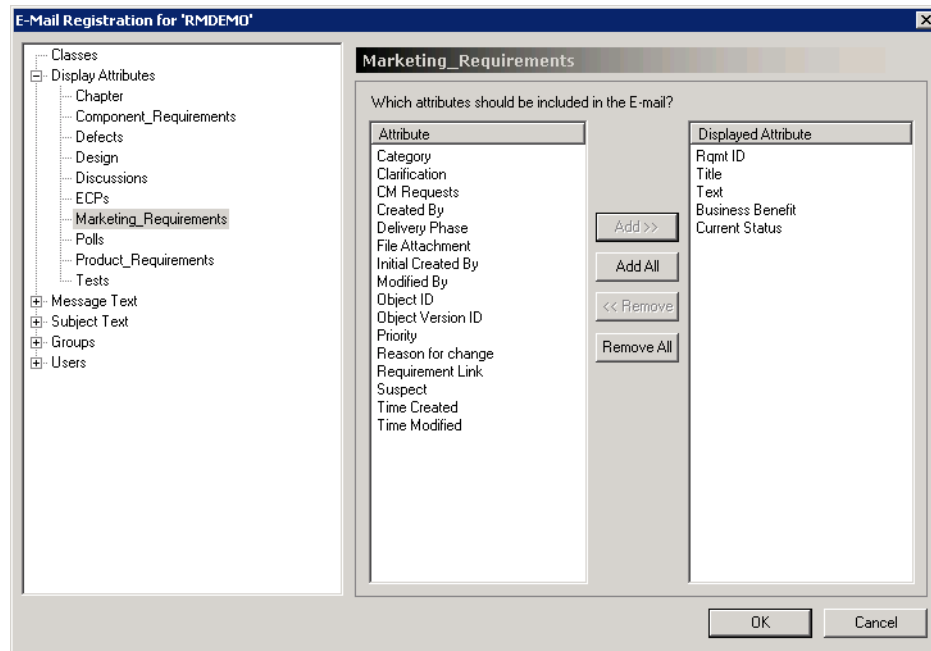 E-Mail Registration for 'RMDEMO'
Classes
Display Attributes
Chapter
Component_Requirements
Defects
Design
Discussions
ECPs
Marketing_Requirements
Polls
Product_Requirements
Tests
Message Text
Subject Text
Groups
Users
Marketing_Requirements
Which attributes should be included in the E-mail?
Attribute
Category
Clarification
CM Requests
Created By
Delivery Phase
File Attachment
Initial Created By
Modified By
Object ID
Object Version ID
Priority
Reason for change
Requirement Link
Suspect
Time Created
Time Modified
Add >>
Add All
<< Remove
Remove All
Displayed Attribute
Rqmt ID
Title
Text
Business Benefit
Current Status
OK
Cancel